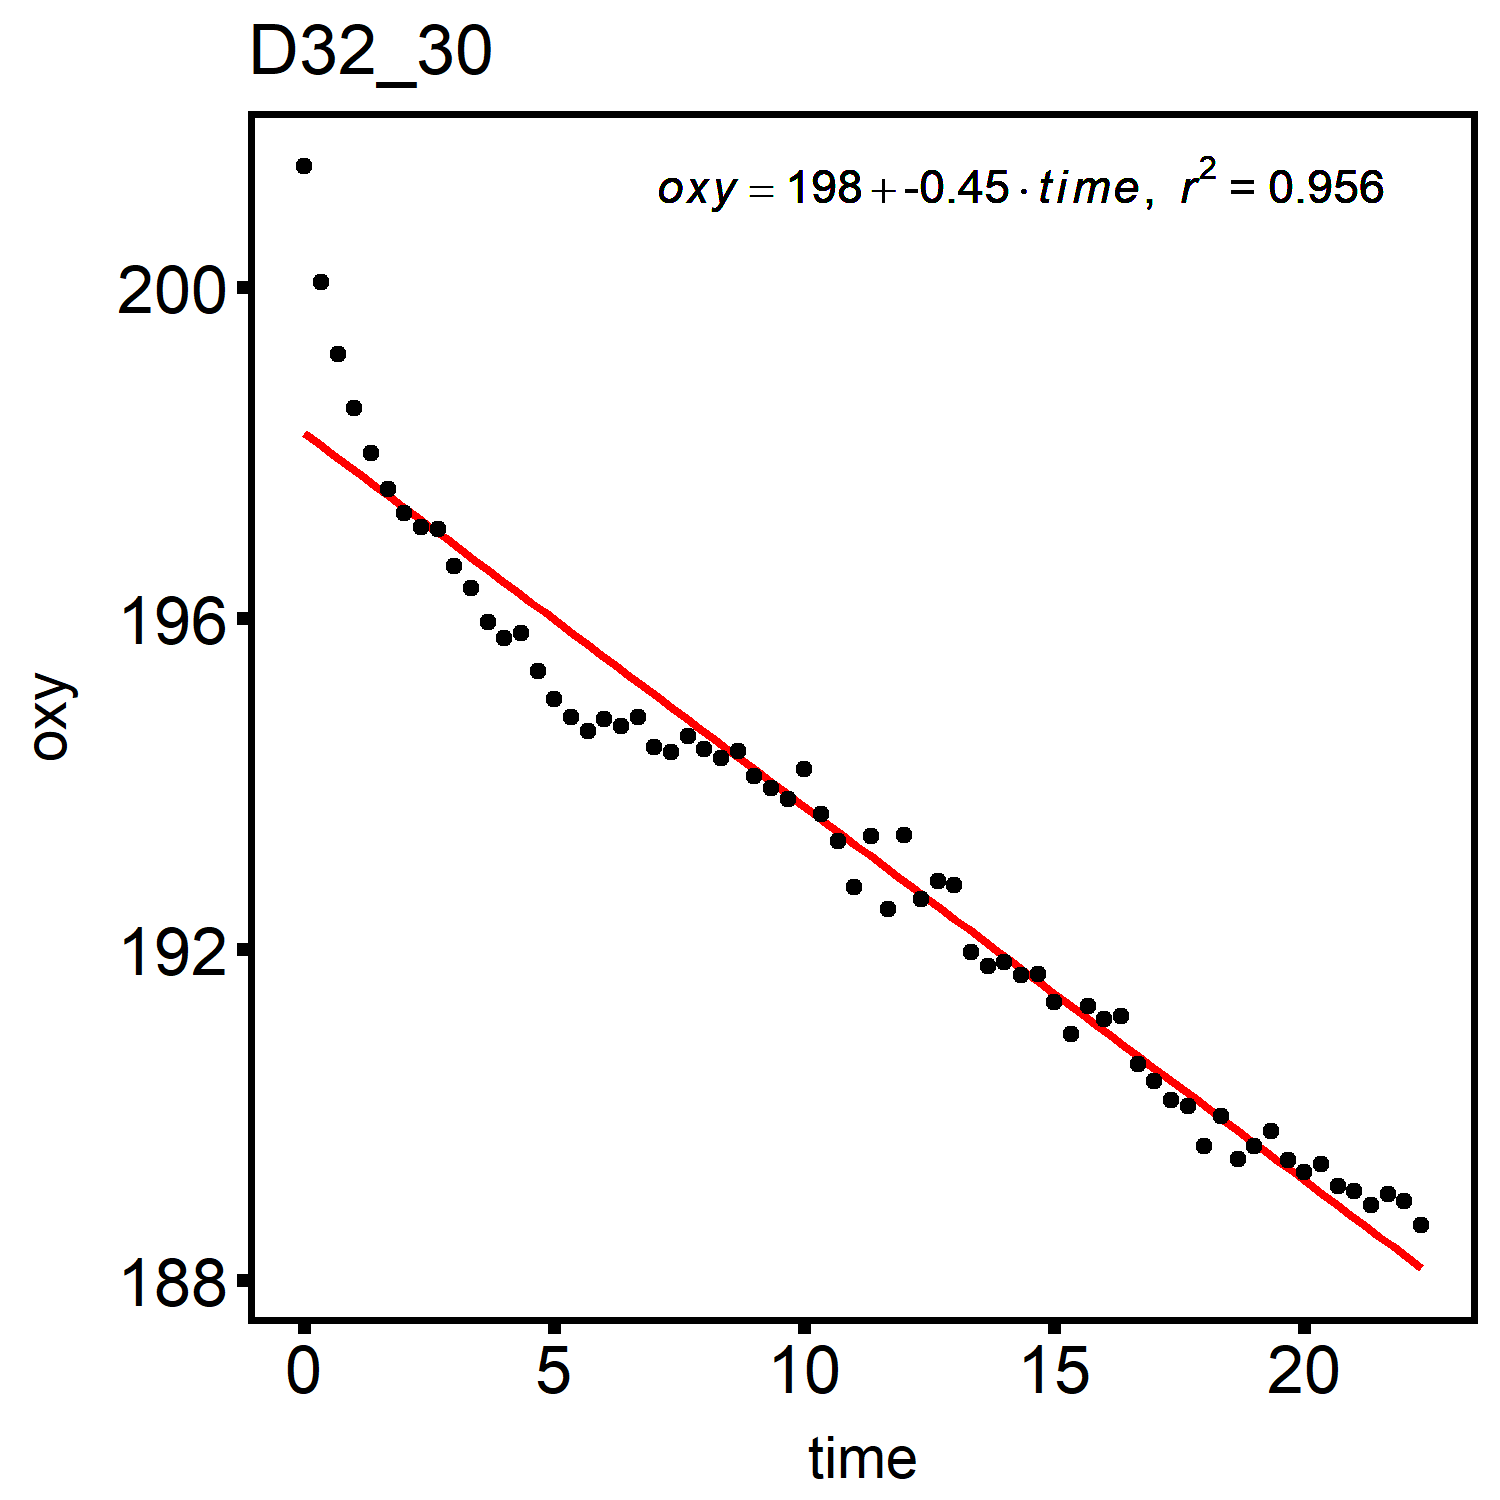 D32_30
oxy = 198 + -0.45 · time, r² = 0.956
200
196
192
188
oxy
0 5 10 15 20
time